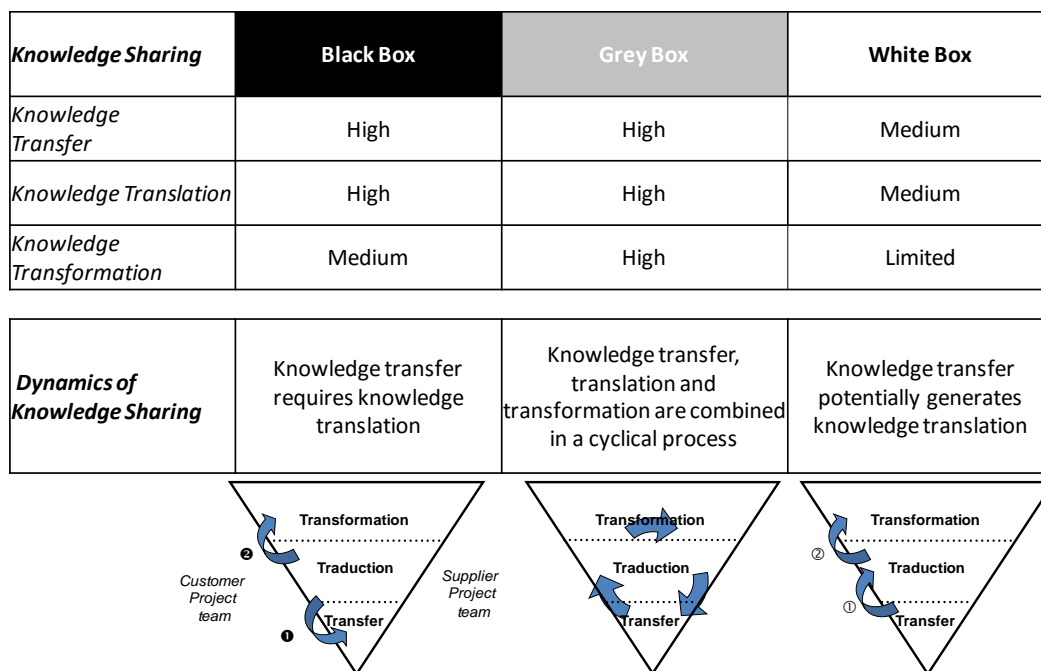 Knowledge Sharing
Black Box
Grey Box
White Box
Knowledge
Transfer
High
High
Medium
Knowledge Translation
High
High
Medium
Knowledge
Transformation
Medium
High
Limited
Dynamics of
Knowledge Sharing
Knowledge transfer
requires knowledge
translation
Knowledge transfer,
translation and
transformation are combined
in a cyclical process
Knowledge transfer
potentially generates
knowledge translation
Transformation
❷
Traduction
Customer
Project
team
❶
Transfer
Supplier
Project
team
Transformation
Traduction
Transfer
Transformation
②
Traduction
①
Transfer